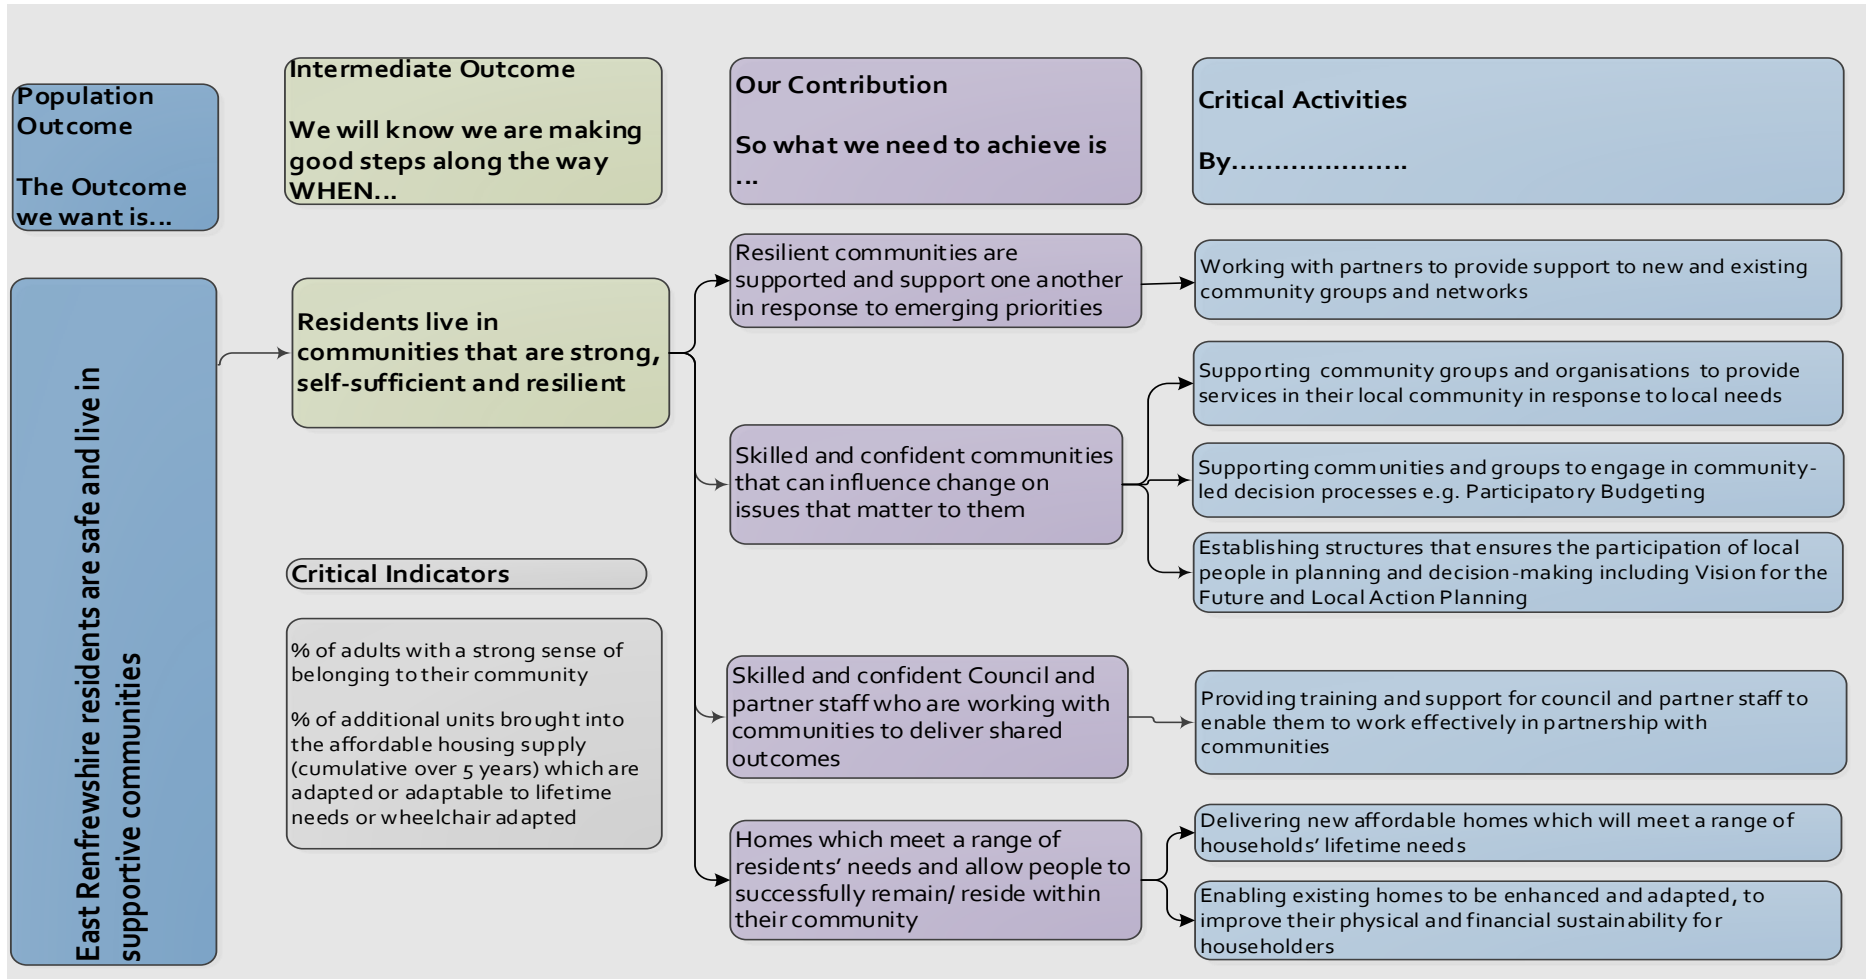 Population
Outcome
The Outcome
we want is...
Intermediate Outcome
We will know we are making
good steps along the way
WHEN...
Our Contribution
So what we need to achieve is
...
Critical Activities
By.....................
East Renfrewshire residents are safe and live in
supportive communities
Residents live in
communities that are strong,
self-sufficient and resilient
Critical Indicators
% of adults with a strong sense of
belonging to their community
% of additional units brought into
the affordable housing supply
(cumulative over 5 years) which are
adapted or adaptable to lifetime
needs or wheelchair adapted
Resilient communities are
supported and support one another
in response to emerging priorities
Working with partners to provide support to new and existing
community groups and networks
Skilled and confident communities
that can influence change on
issues that matter to them
Supporting community groups and organisations to provide
services in their local community in response to local needs
Supporting communities and groups to engage in community-
led decision processes e.g. Participatory Budgeting
Establishing structures that ensures the participation of local
people in planning and decision-making including Vision for the
Future and Local Action Planning
Skilled and confident Council and
partner staff who are working with
communities to deliver shared
outcomes
Providing training and support for council and partner staff to
enable them to work effectively in partnership with
communities
Homes which meet a range of
residents' needs and allow people to
successfully remain/ reside within
their community
Delivering new affordable homes which will meet a range of
households' lifetime needs
Enabling existing homes to be enhanced and adapted, to
improve their physical and financial sustainability for
householders